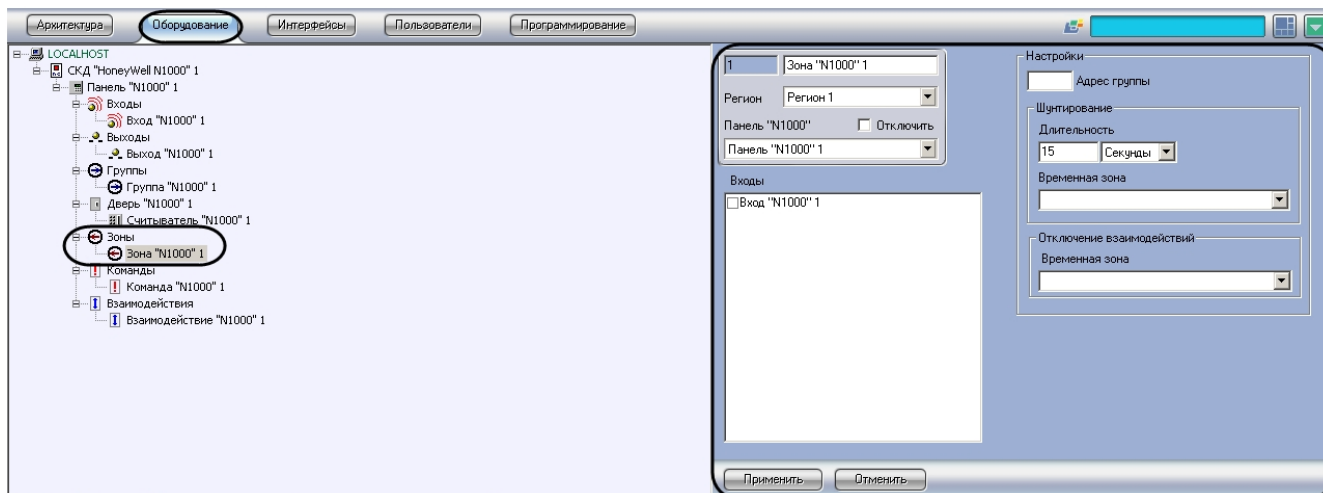 Архитектура Оборудование Интерфейсы Пользователи Программирование
LOCALHOST
СКД "HoneyWell N1000" 1
Панель "N1000" 1
Входы
Вход "N1000" 1
Выходы
Выход "N1000" 1
Группы
Группа "N1000" 1
Дверь "N1000" 1
Считыватель "N1000" 1
Зоны
Зона "N1000" 1
Команды
Команда "N1000" 1
Взаимодействия
Взаимодействие "N1000" 1
1 Зона "N1000" 1
Регион Регион 1
Панель "N1000" Отключить
Панель "N1000" 1
Входы
Вход "N1000" 1
Настройки
Адрес группы
Шунтирование
Длительность
15 Секунды
Временная зона
Отключение взаимодействий
Временная зона
Применить Отменить